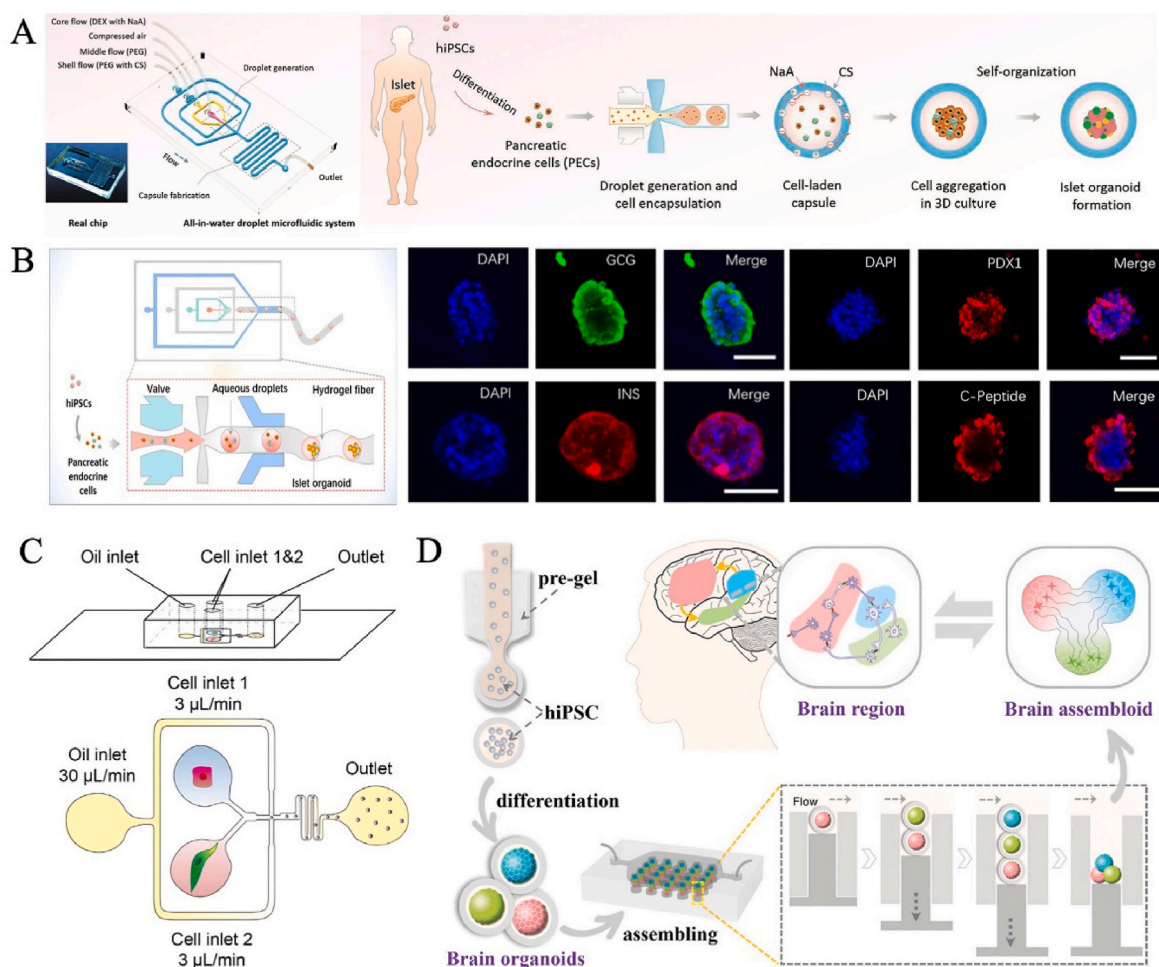 A
Core flow (DEX with NaA)
Compressed air
Middle flow (PEG)
Shell flow (PEG with CS)
Droplet generation
Flow
Capsule fabrication
Outlet
Real chip
All-in-water droplet microfluidic system
hiPSCs
Islet
Differentiation
Pancreatic
endocrine cells (PECs)
Droplet generation and
cell encapsulation
NaA
CS
Cell-laden
capsule
Self-organization
Cell aggregation
in 3D culture
Islet organoid
formation
B
hiPSCs
Pancreatic
endocrine
cells
Valve
Aqueous droplets
Hydrogel fiber
Islet organoid
DAPI
GCG
Merge
DAPI
PDX1
Merge
DAPI
INS
Merge
DAPI
C-Peptide
Merge
C
Oil inlet
Cell inlet 1&2
Outlet
Cell inlet 1
3 μL/min
Oil inlet
30 μL/min
Outlet
Cell inlet 2
3 μL/min
D
pre-gel
hiPSC
differentiation
Brain organoids
assembling
Brain region
Brain assembloid
Flow